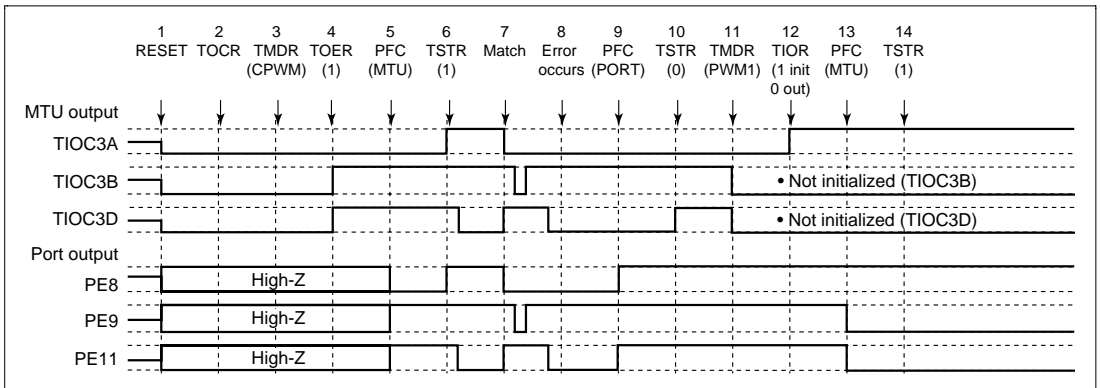 1 2 3 4 5 6 7 8 9 10 11 12 13 14
RESET TOCR TMDR TOER PFC TSTR Match Error PFC TSTR TMDR TIOR PFC TSTR
(CPWM) (1) (MTU) (1) occurs (PORT) (0) (PWM1) (1 init (MTU) (1)
0 out)
MTU output
TIOC3A
TIOC3B • Not initialized (TIOC3B)
TIOC3D • Not initialized (TIOC3D)
Port output
PE8 High-Z
PE9 High-Z
PE11 High-Z